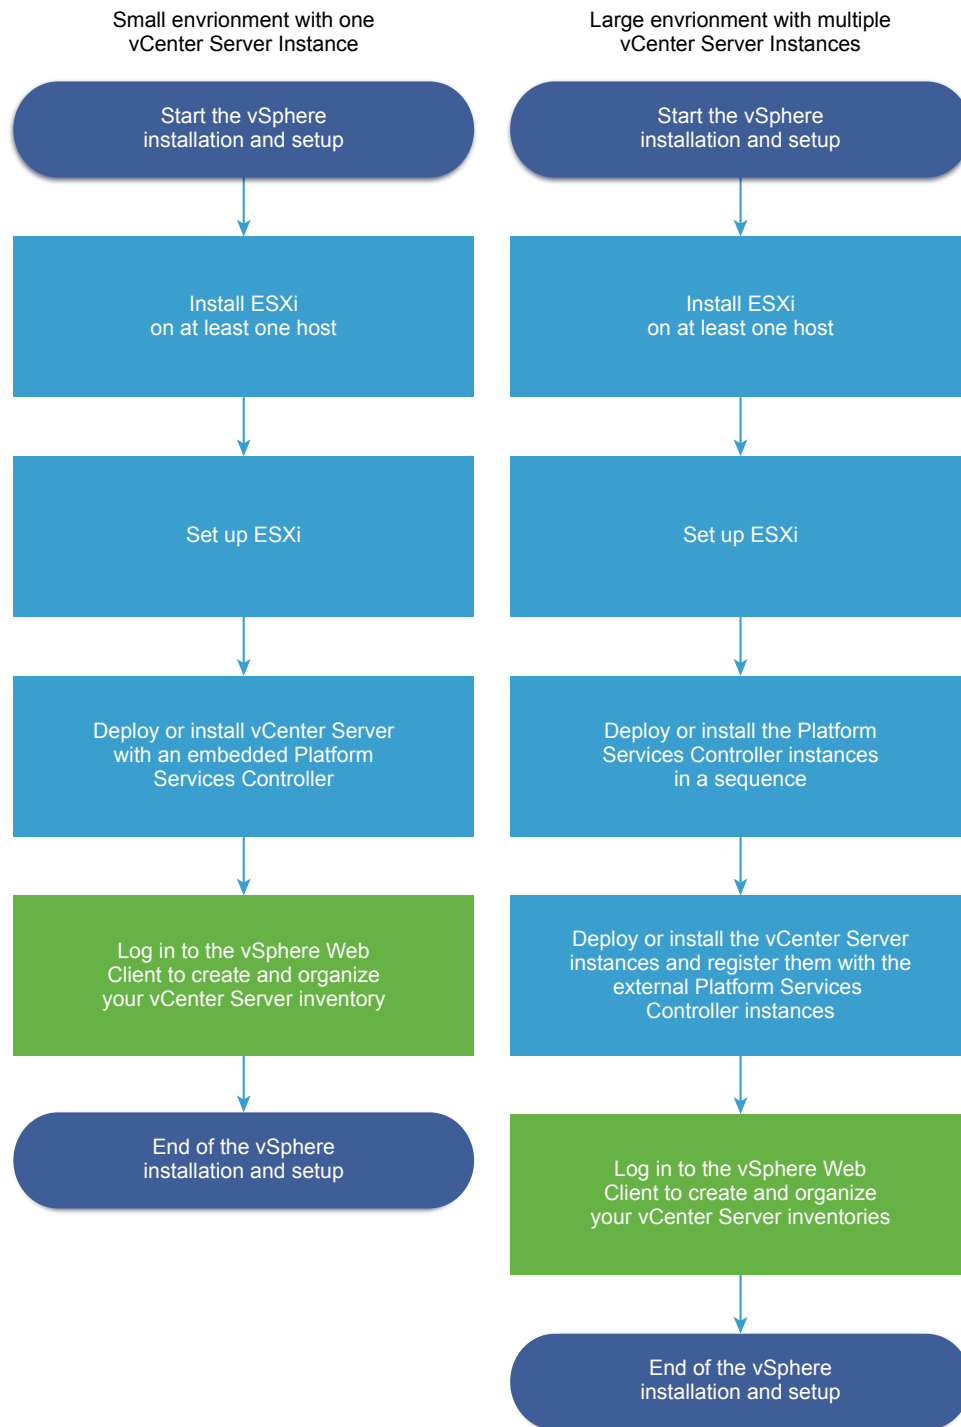 Small envrionment with one
vCenter Server Instance
Start the vSphere
installation and setup
Install ESXi
on at least one host
Set up ESXi
Deploy or install vCenter Server
with an embedded Platform
Services Controller
Log in to the vSphere Web
Client to create and organize
your vCenter Server inventory
End of the vSphere
installation and setup
Large envrionment with multiple
vCenter Server Instances
Start the vSphere
installation and setup
Install ESXi
on at least one host
Set up ESXi
Deploy or install the Platform
Services Controller instances
in a sequence
Deploy or install the vCenter Server
instances and register them with the
external Platform Services
Controller instances
Log in to the vSphere Web
Client to create and organize
your vCenter Server inventories
End of the vSphere
installation and setup